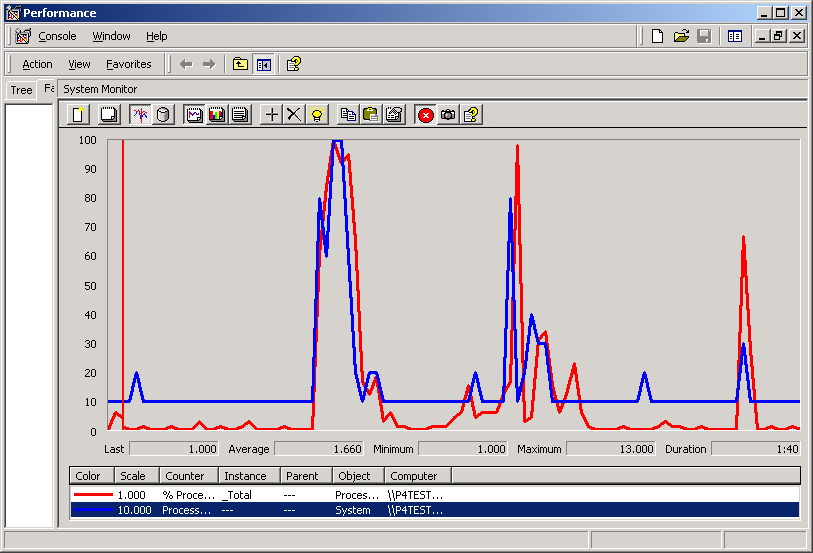 Performance
Console Window Help
Action View Favorites
Tree Fa System Monitor
100
90
80
70
60
50
40
30
20
10
0
Last 1.000 Average 1.660 Minimum 1.000 Maximum 13.000 Duration 1:40
Color Scale Counter Instance Parent Object Computer
1.000 % Proce... _Total --- Proces... \\P4TEST...
10.000 Process... --- --- System \\P4TEST...